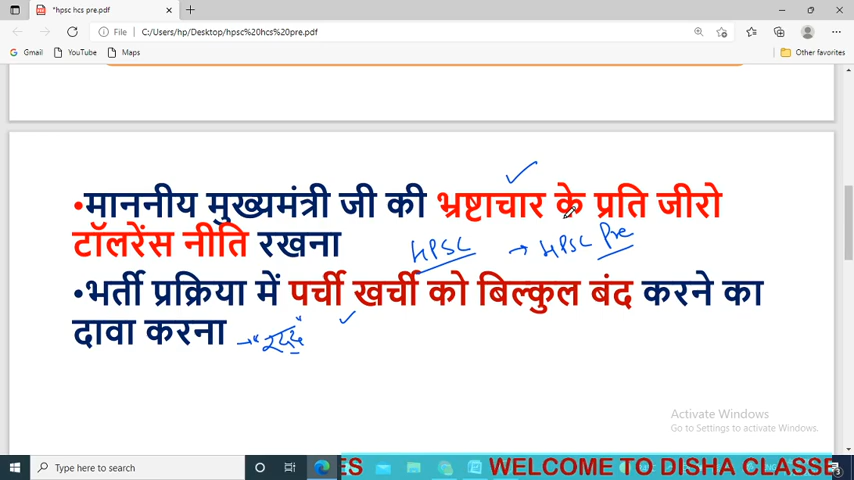 *hpsc hcs pre.pdf
File C:/Users/hp/Desktop/hpsc%20hcs%20pre.pdf
Gmail YouTube Maps Other favorites
•माननीय मुख्यमंत्री जी की भ्रष्टाचार के प्रति जीरो
टॉलरेंस नीति रखना
HPSC → HPSC Pre
•भर्ती प्रक्रिया में पर्ची खर्ची को बिल्कुल बंद करने का
दावा करना
Activate Windows
Go to Settings to activate Windows.
Type here to search
ES WELCOME TO DISHA CLASSE
3